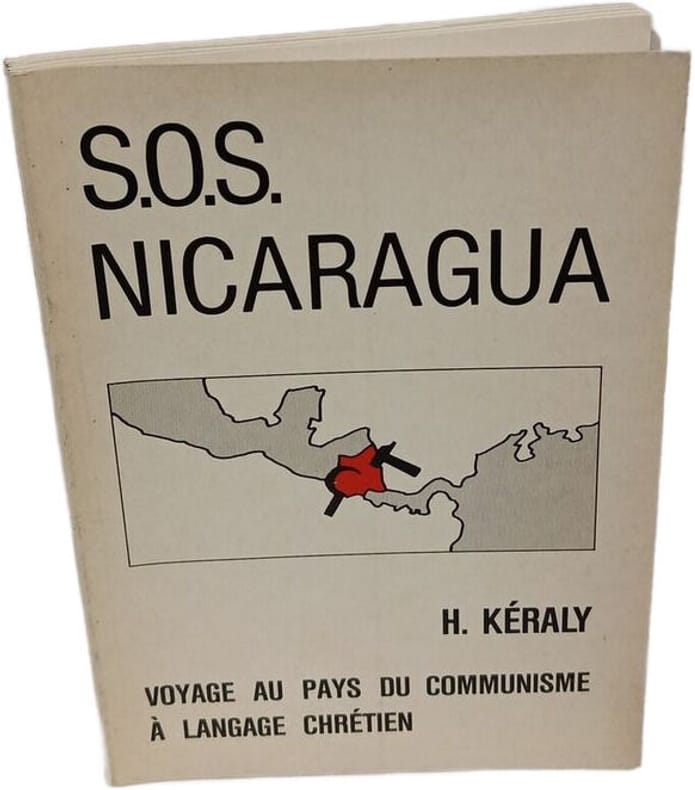 S.O.S.
NICARAGUA
H. KÉRALY
VOYAGE AU PAYS DU COMMUNISME
À LANGAGE CHRÉTIEN